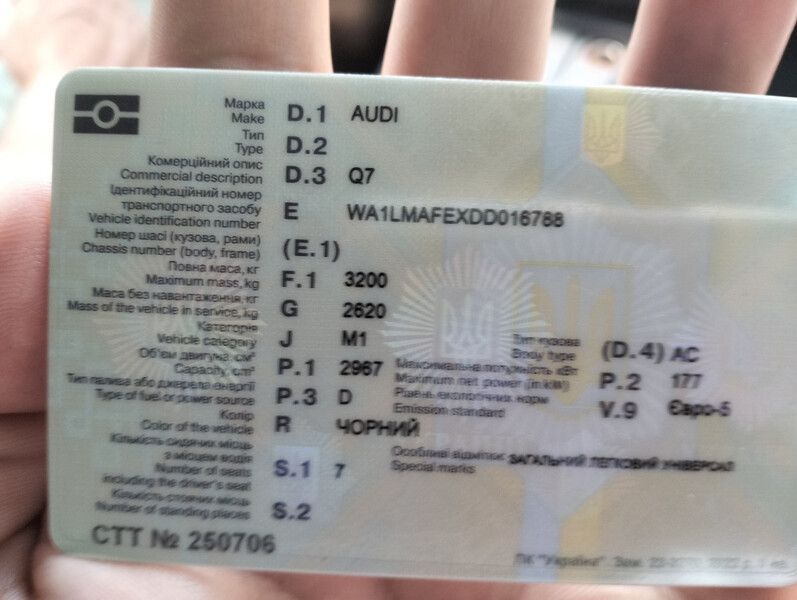 Марка
Make D.1 AUDI
Тип
Type D.2
Комерційний опис
Commercial description D.3 Q7
Ідентифікаційний номер
транспортного засобу
Vehicle identification number E WA1LMAFEXDD016768
Номер шасі (кузова, рами)
Chassis number (body, frame) (E.1)
Повна маса, кг
Maximum mass, kg F.1 3200
Маса без навантаження, кг
Mass of the vehicle in service, kg G 2620
Категорія
Vehicle category J M1
Об'єм двигуна, см³
Capacity, cm³ P.1 2967
Тип палива або джерела енергії
Type of fuel or power source P.3 D
Колір
Color of the vehicle R ЧОРНИЙ
Кількість сидячих місць
з місцем водія
Number of seats
including the driver's seat S.1 7
Кількість стоячих місць
Number of standing places S.2
Тип кузова
Body type (D.4) AC
Максимальна потужність кВт
Maximum net power (in kW) P.2 177
Рівень екологічних норм
Emission standard V.9 Євро-5
Особливі відмітки
Special marks ЗАГАЛЬНИЙ ЛЕГКОВИЙ УНІВЕРСАЛ
СТТ № 250706
ПК "Україна". Зам.